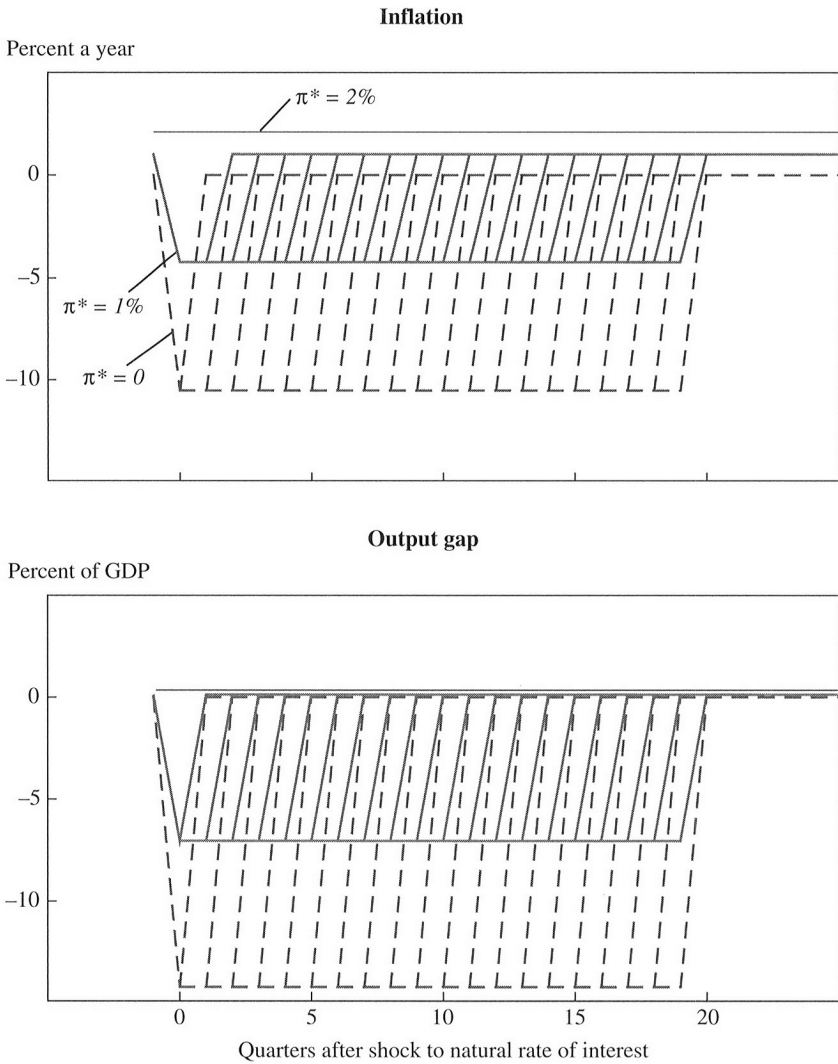 Inflation
Percent a year
π* = 2%
0
–5
π* = 1%
π* = 0
–10
Output gap
Percent of GDP
0
–5
–10
0 5 10 15 20
Quarters after shock to natural rate of interest